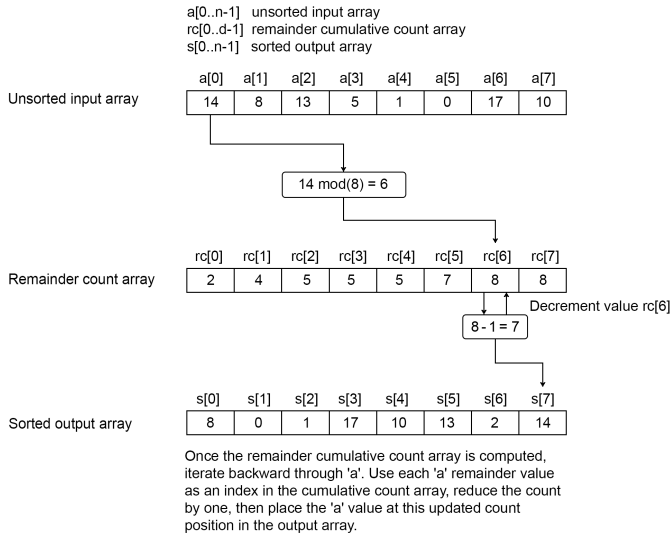 a[0..n-1] unsorted input array
rc[0..d-1] remainder cumulative count array
s[0..n-1] sorted output array
a[0] a[1] a[2] a[3] a[4] a[5] a[6] a[7]
Unsorted input array 14 8 13 5 1 0 17 10
14 mod(8) = 6
rc[0] rc[1] rc[2] rc[3] rc[4] rc[5] rc[6] rc[7]
Remainder count array 2 4 5 5 5 7 8 8
Decrement value rc[6]
8 - 1 = 7
s[0] s[1] s[2] s[3] s[4] s[5] s[6] s[7]
Sorted output array 8 0 1 17 10 13 2 14
Once the remainder cumulative count array is computed,
iterate backward through 'a'. Use each 'a' remainder value
as an index in the cumulative count array, reduce the count
by one, then place the 'a' value at this updated count
position in the output array.